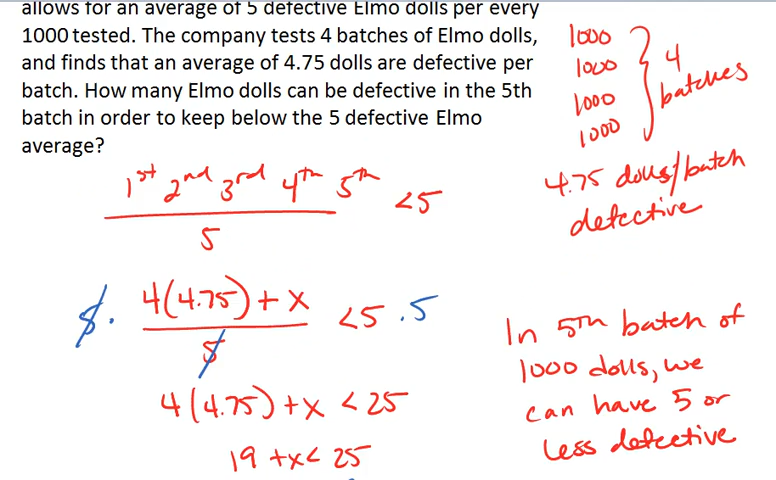 allows for an average of 5 defective Elmo dolls per every
1000 tested. The company tests 4 batches of Elmo dolls,
and finds that an average of 4.75 dolls are defective per
batch. How many Elmo dolls can be defective in the 5th
batch in order to keep below the 5 defective Elmo
average?
1000
1000
1000
1000
4
batches
4.75 dolls/batch
defective
1st 2nd 3rd 4th 5th <5
5
5 · 4(4.75) + x <5 .5
5
4(4.75) + x < 25
19 + x < 25
In 5th batch of
1000 dolls, we
can have 5 or
less defective